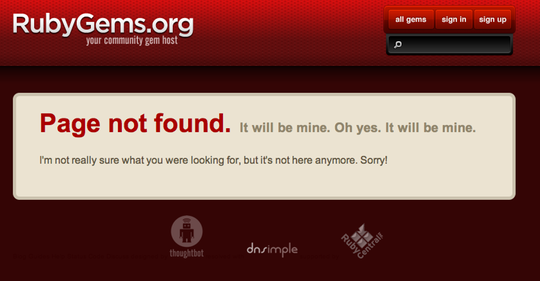 RubyGems.org
your community gem host
all gems
sign in
sign up
Page not found. It will be mine. Oh yes. It will be mine.
I'm not really sure what you were looking for, but it's not here anymore. Sorry!
thoughtbot
dnsimple
RubyCentral